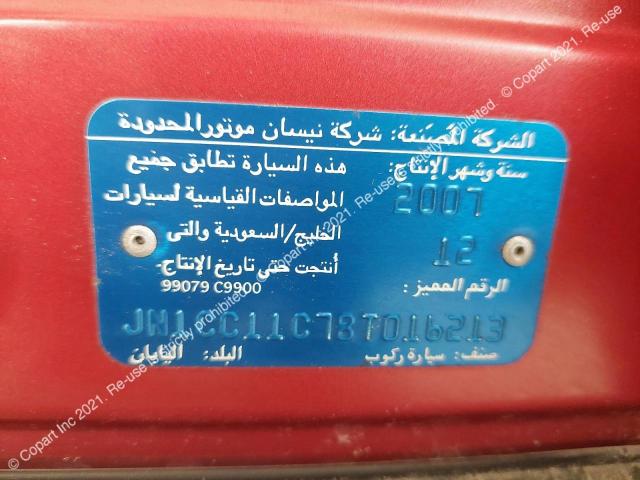 الشركة المصنعة: شركة نيسان موتور المحدودة
سنة وشهر الإنتاج:
2007
12
هذه السيارة تطابق جميع
المواصفات القياسية لسيارات
الخليج/السعودية والتى
أُنتجت حتى تاريخ الإنتاج.
99079 C9900
الرقم المميز:
JN1CC11C78T016213
صنف: سيارة ركوب
البلد: اليابان
© Copart Inc 2021. Re-use is strictly prohibited.
© Copart 2021. Re-use